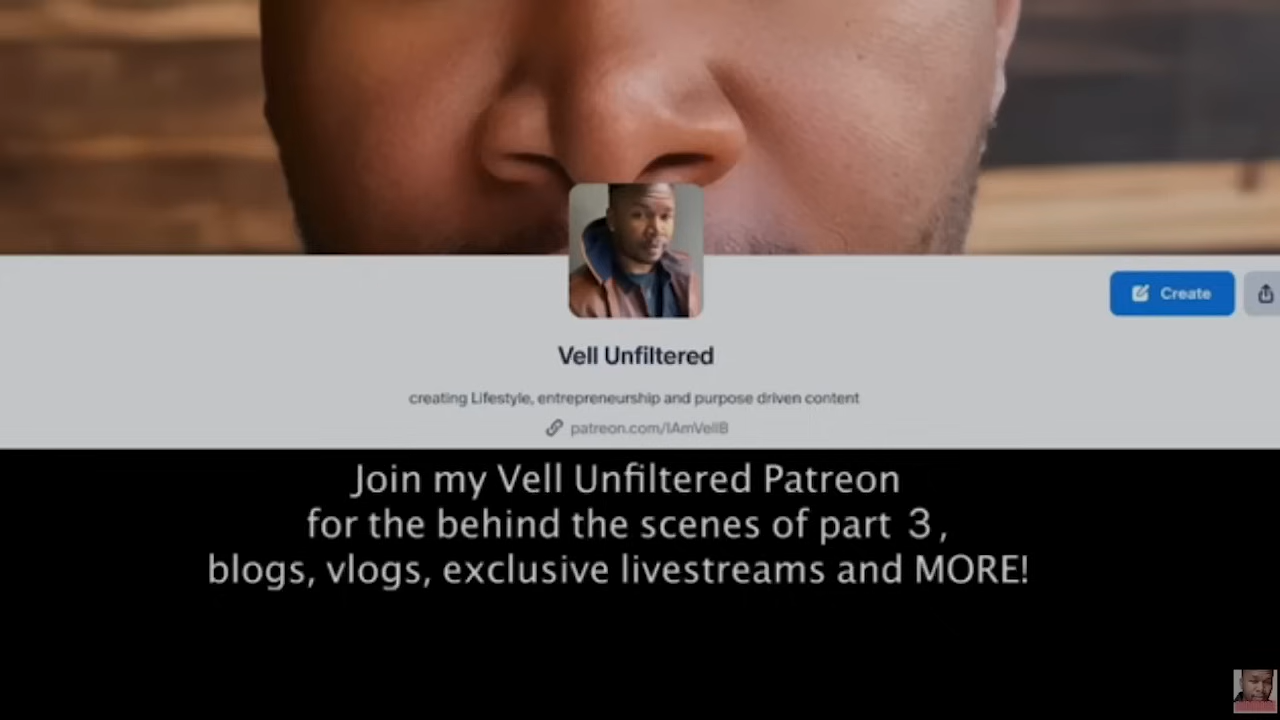 Create
Vell Unfiltered
creating Lifestyle, entrepreneurship and purpose driven content
patreon.com/IAmVellB
Join my Vell Unfiltered Patreon
for the behind the scenes of part 3,
blogs, vlogs, exclusive livestreams and MORE!